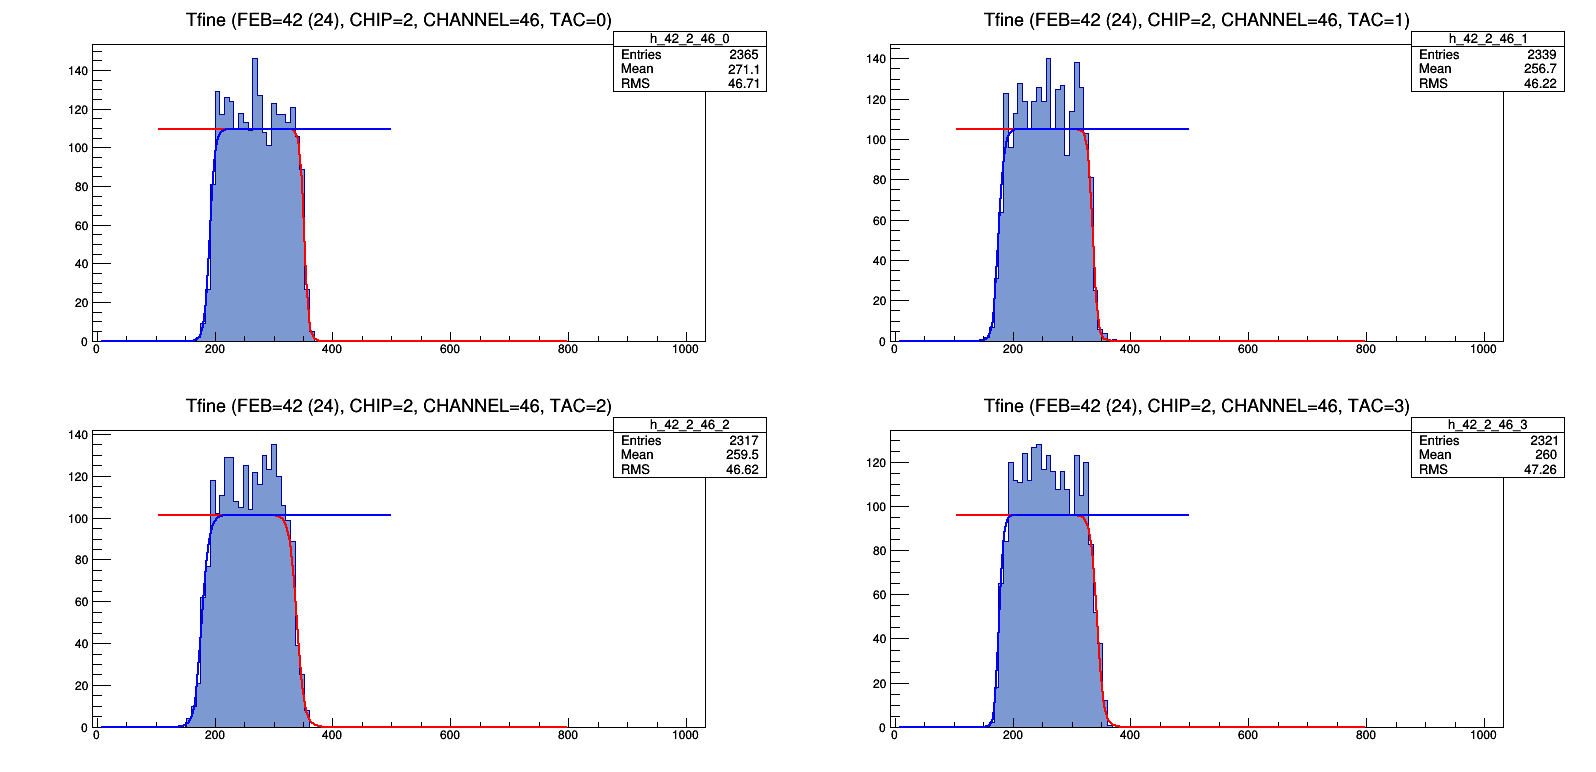 Tfine (FEB=42 (24), CHIP=2, CHANNEL=46, TAC=0)
h_42_2_46_0
Entries 2365
Mean 271.1
RMS 46.71
140
120
100
80
60
40
20
0
0 200 400 600 800 1000
Tfine (FEB=42 (24), CHIP=2, CHANNEL=46, TAC=1)
h_42_2_46_1
Entries 2339
Mean 256.7
RMS 46.22
140
120
100
80
60
40
20
0
0 200 400 600 800 1000
Tfine (FEB=42 (24), CHIP=2, CHANNEL=46, TAC=2)
h_42_2_46_2
Entries 2317
Mean 259.5
RMS 46.62
140
120
100
80
60
40
20
0
0 200 400 600 800 1000
Tfine (FEB=42 (24), CHIP=2, CHANNEL=46, TAC=3)
h_42_2_46_3
Entries 2321
Mean 260
RMS 47.26
120
100
80
60
40
20
0
0 200 400 600 800 1000